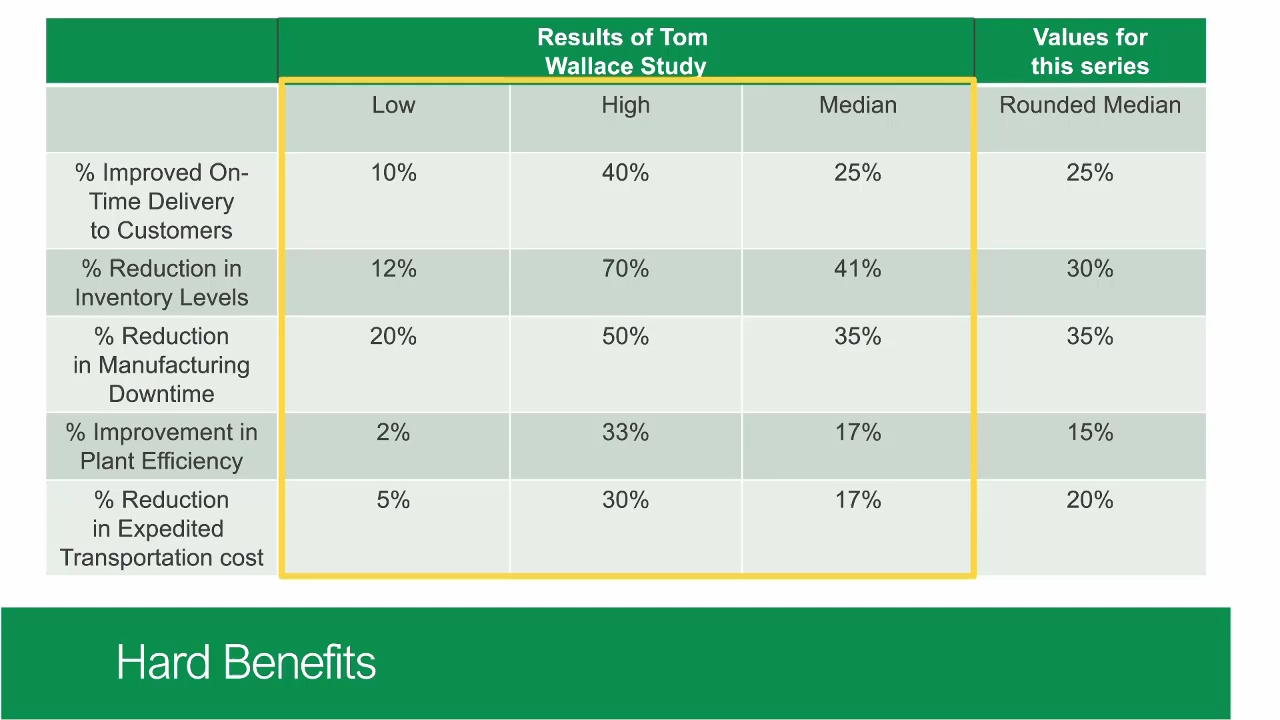 Results of Tom
Wallace Study
Values for
this series
Low
High
Median
Rounded Median
% Improved On-
Time Delivery
to Customers
10%
40%
25%
25%
% Reduction in
Inventory Levels
12%
70%
41%
30%
% Reduction
in Manufacturing
Downtime
20%
50%
35%
35%
% Improvement in
Plant Efficiency
2%
33%
17%
15%
% Reduction
in Expedited
Transportation cost
5%
30%
17%
20%
Hard Benefits